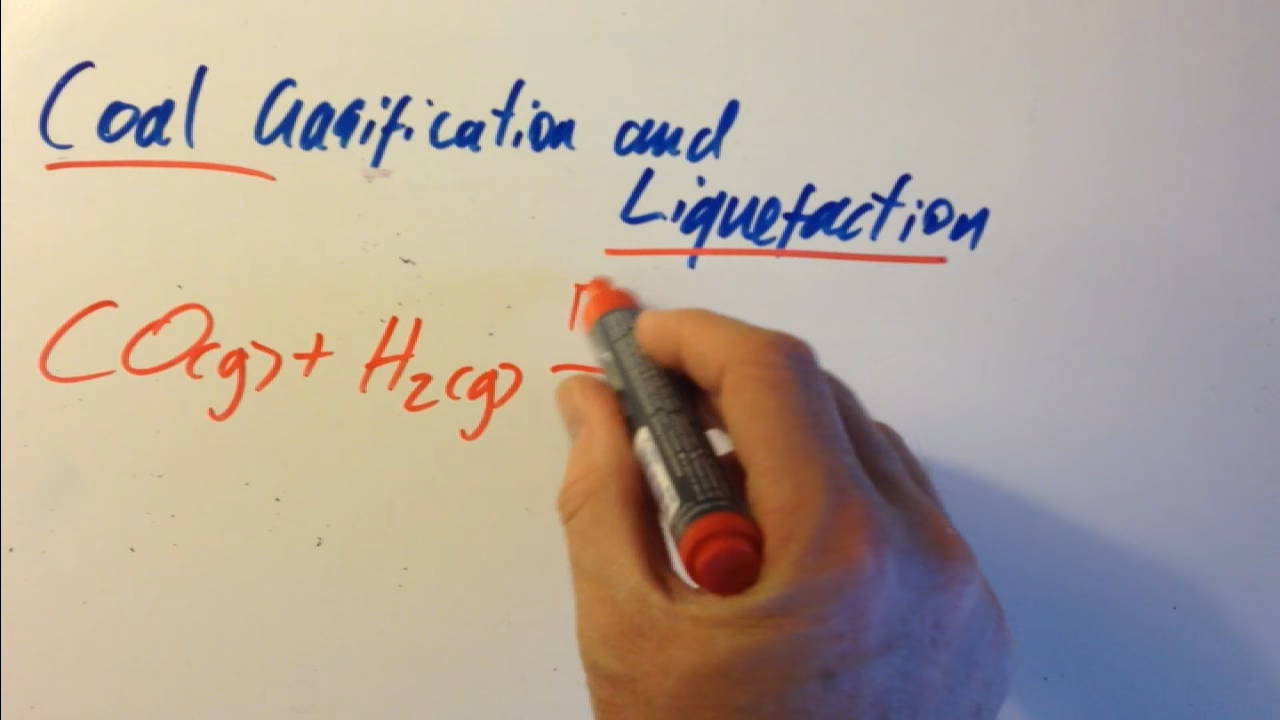 Coal Gasification and
Liquefaction
CO(g) + H₂(g)